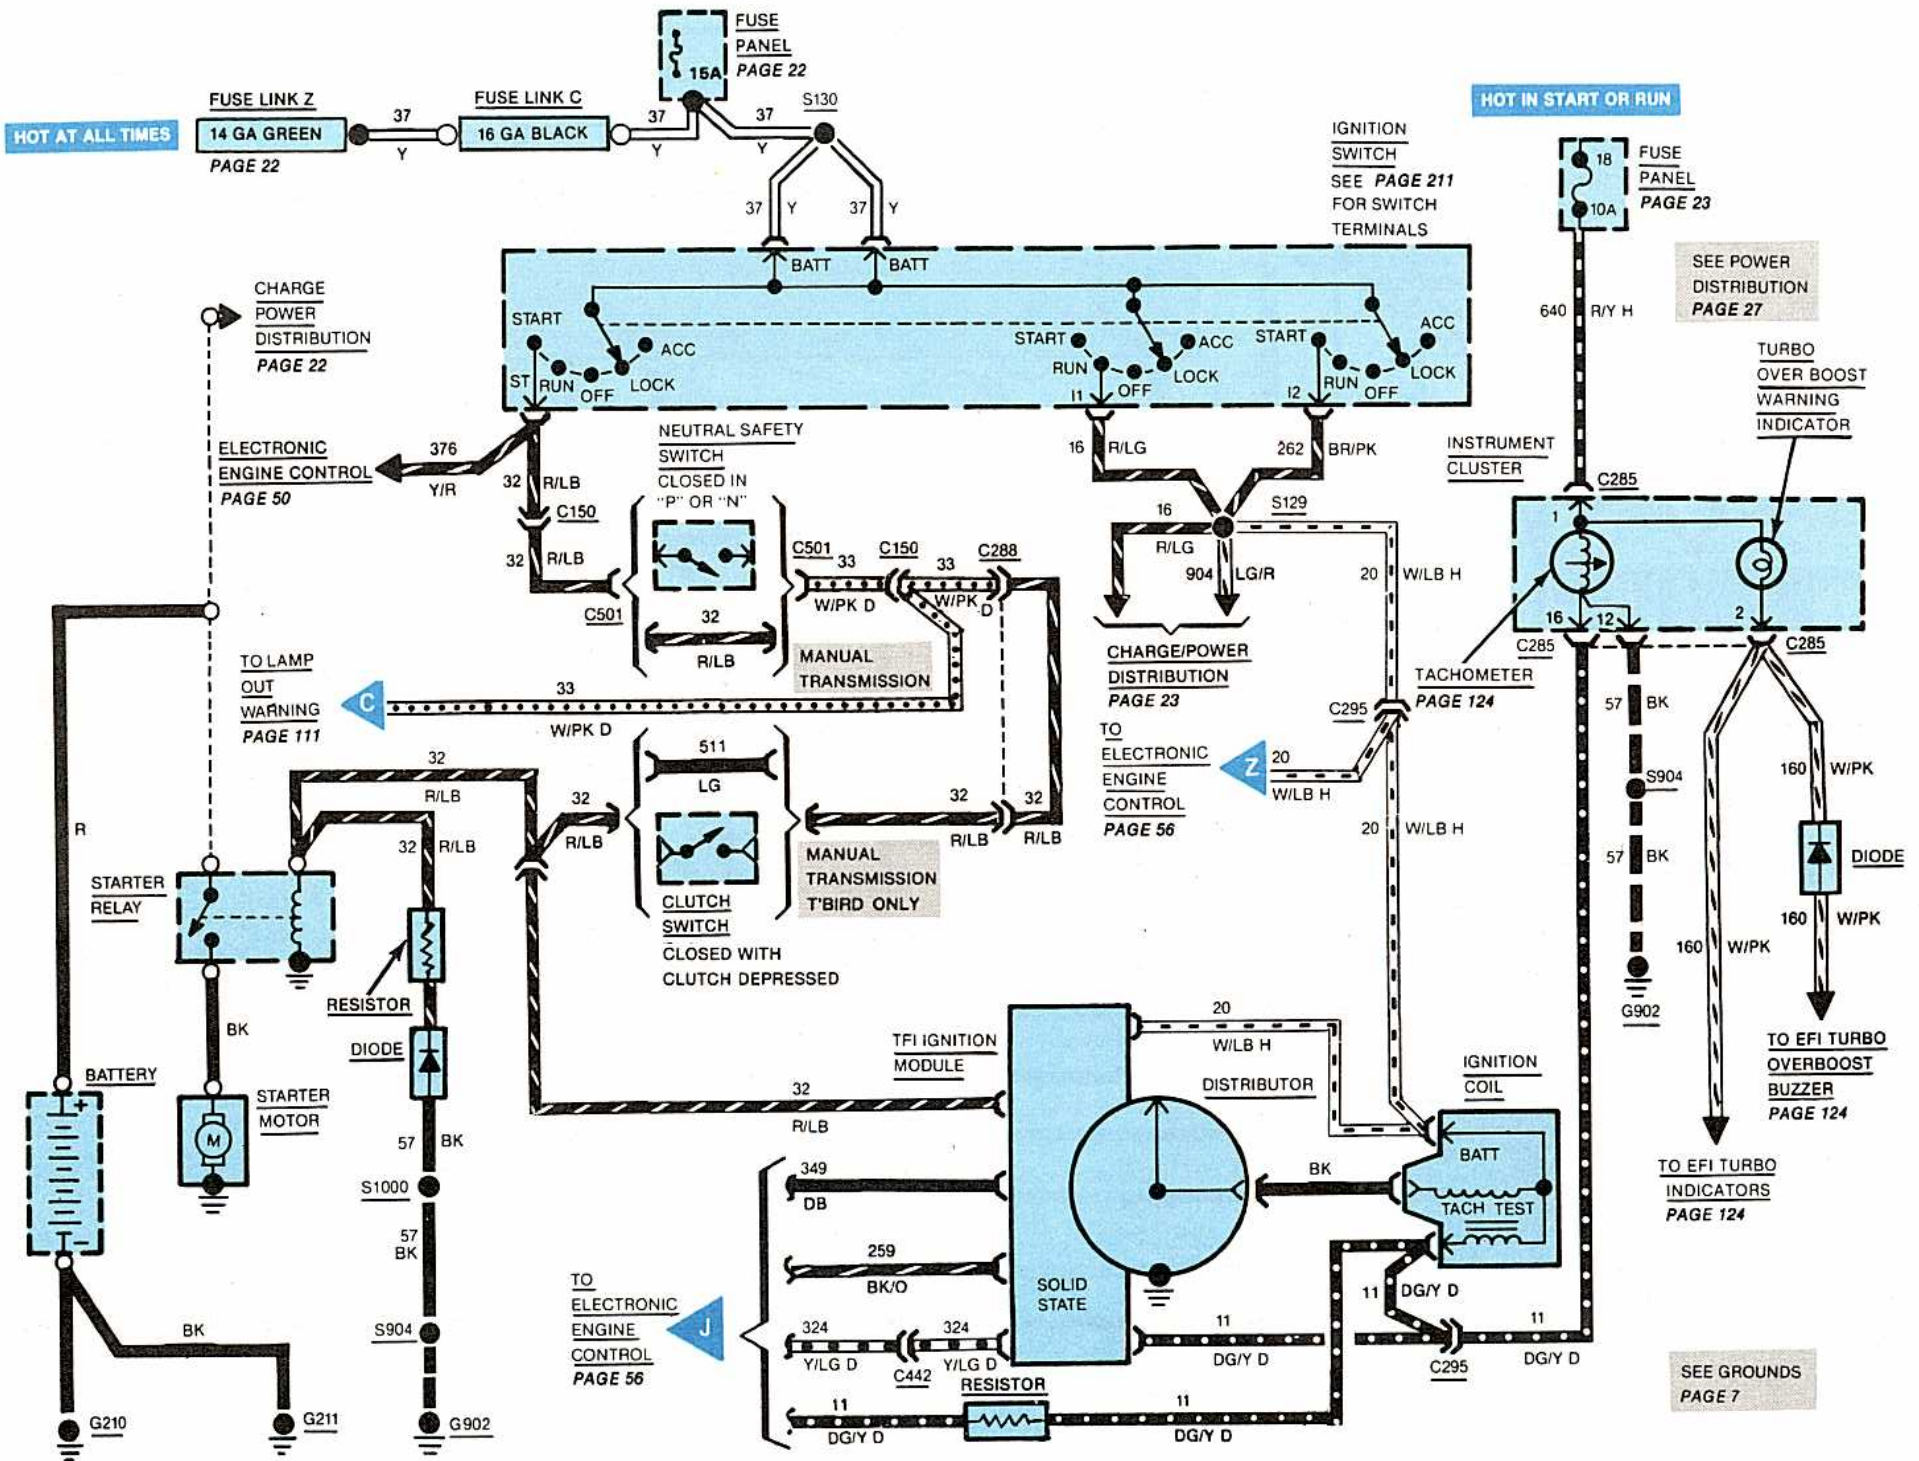 FUSE
PANEL
PAGE 22
15A
HOT AT ALL TIMES
FUSE LINK Z
14 GA GREEN
PAGE 22
37
Y
FUSE LINK C
16 GA BLACK
37
Y
37
Y
S130
37 Y
37 Y
IGNITION
SWITCH
SEE PAGE 211
FOR SWITCH
TERMINALS
HOT IN START OR RUN
18
10A
FUSE
PANEL
PAGE 23
SEE POWER
DISTRIBUTION
PAGE 27
640 R/Y H
CHARGE
POWER
DISTRIBUTION
PAGE 22
BATT
BATT
START
ACC
ST
RUN
OFF
LOCK
START
ACC
RUN
LOCK
I1
OFF
START
ACC
RUN
LOCK
I2
OFF
TURBO
OVER BOOST
WARNING
INDICATOR
ELECTRONIC
ENGINE CONTROL
PAGE 50
376
Y/R
32 R/LB
C150
32 R/LB
C501
NEUTRAL SAFETY
SWITCH
CLOSED IN
"P" OR "N"
32
R/LB
C501
33
W/PK D
C150
33
W/PK D
C288
MANUAL
TRANSMISSION
16 R/LG
262 BR/PK
S129
16
R/LG
904 LG/R
20 W/LB H
CHARGE/POWER
DISTRIBUTION
PAGE 23
INSTRUMENT
CLUSTER
C285
1
16
12
2
C285
C285
TACHOMETER
PAGE 124
TO LAMP
OUT
WARNING
PAGE 111
C
33
W/PK D
C295
TO
ELECTRONIC
ENGINE
CONTROL
PAGE 56
Z
20
W/LB H
20 W/LB H
57 BK
S904
57 BK
G902
160 W/PK
DIODE
160 W/PK
160 W/PK
TO EFI TURBO
OVERBOOST
BUZZER
PAGE 124
TO EFI TURBO
INDICATORS
PAGE 124
R
32
R/LB
32 R/LB
32
R/LB
511
LG
CLUTCH
SWITCH
CLOSED WITH
CLUTCH DEPRESSED
32
R/LB
32
R/LB
MANUAL
TRANSMISSION
T'BIRD ONLY
STARTER
RELAY
RESISTOR
DIODE
BK
BATTERY
+
−
STARTER
MOTOR
M
57 BK
S1000
57
BK
S904
G902
BK
G210
G211
32
R/LB
TFI IGNITION
MODULE
20
W/LB H
DISTRIBUTOR
IGNITION
COIL
BATT
TACH TEST
BK
SOLID
STATE
349
DB
259
BK/O
324
Y/LG D
C442
324
Y/LG D
TO
ELECTRONIC
ENGINE
CONTROL
PAGE 56
J
11
DG/Y D
RESISTOR
11
DG/Y D
11
DG/Y D
11 DG/Y D
C295
11
DG/Y D
SEE GROUNDS
PAGE 7